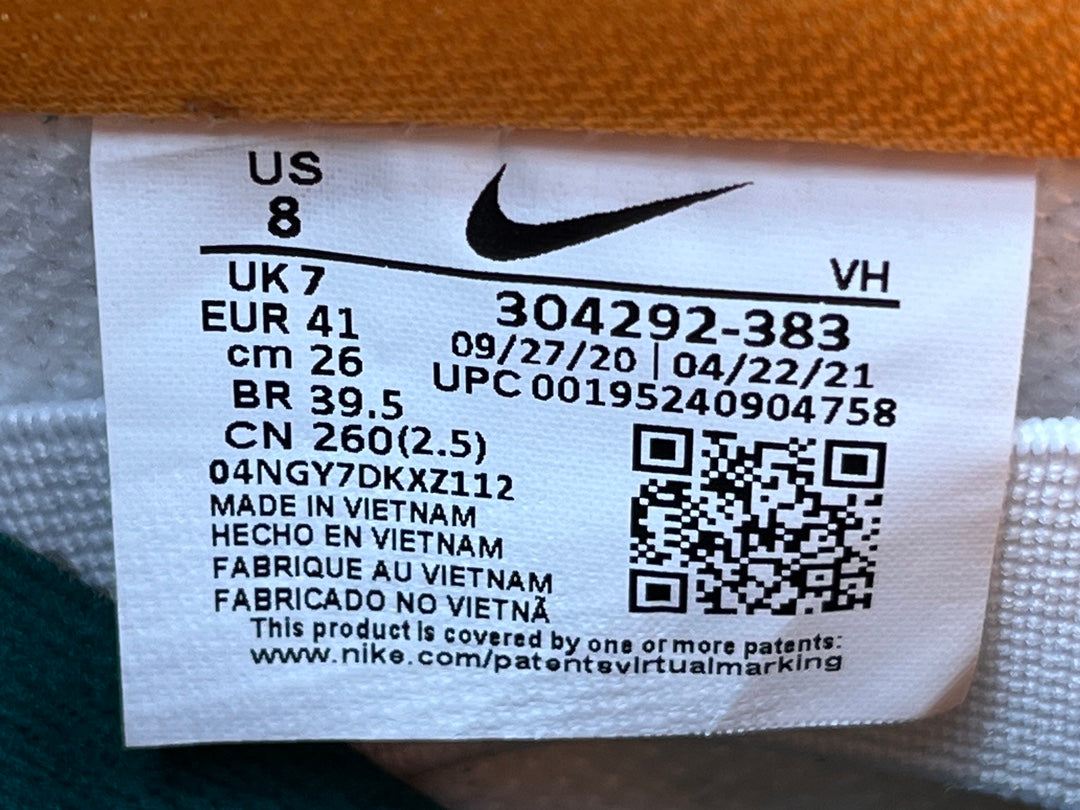 US
8
VH
UK 7
EUR 41
cm 26
BR 39.5
CN 260(2.5)
304292-383
09/27/20 | 04/22/21
UPC 00195240904758
04NGY7DKXZ112
MADE IN VIETNAM
HECHO EN VIETNAM
FABRIQUE AU VIETNAM
FABRICADO NO VIETNÃ
This product is covered by one or more patents:
www.nike.com/patentsvirtualmarking